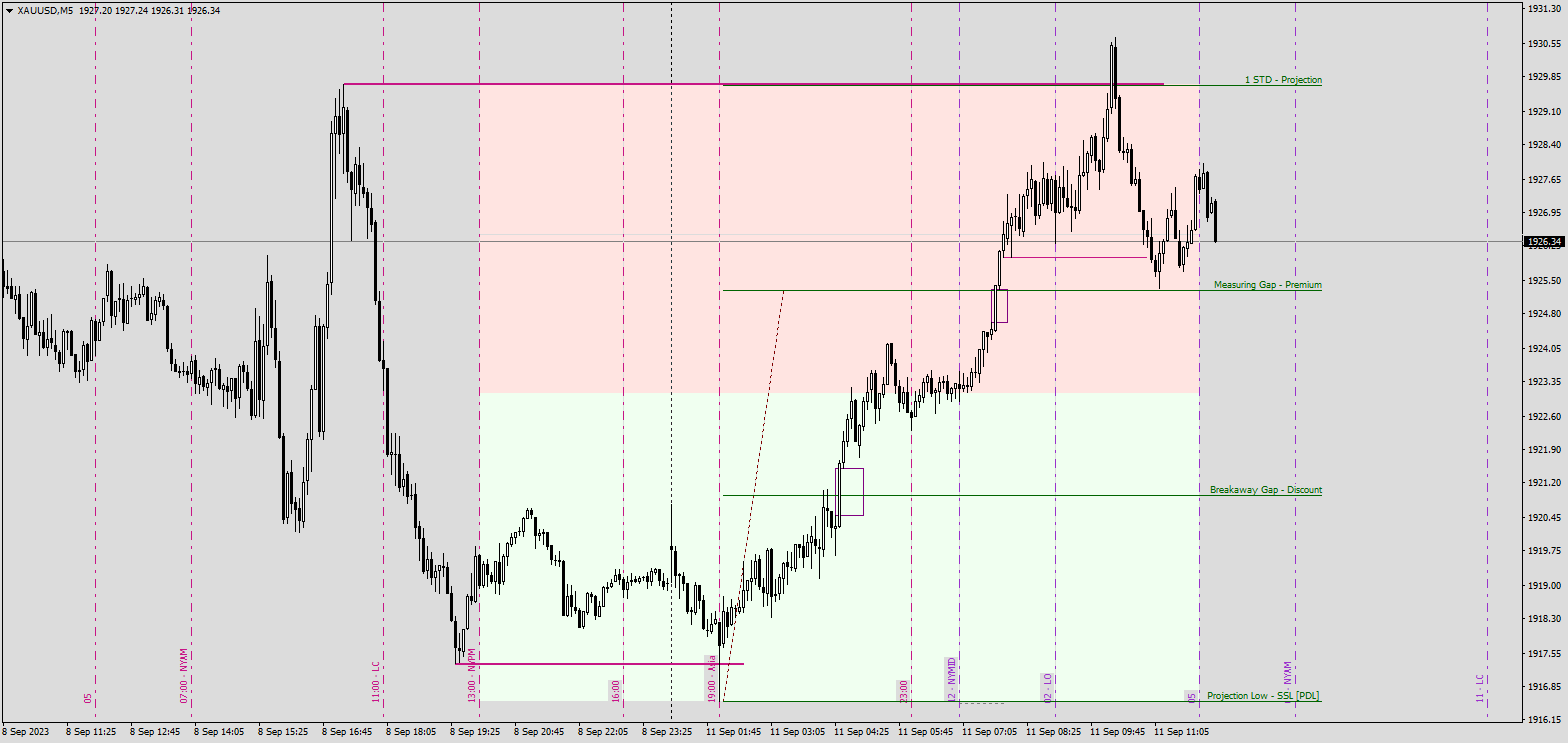 XAUUSD,M5 1927.20 1927.24 1926.31 1926.34
1931.30
1930.55
1929.85
1929.10
1928.40
1927.65
1926.95
1926.34
1925.50
1924.80
1924.05
1923.35
1922.60
1921.90
1921.20
1920.45
1919.75
1919.00
1918.30
1917.55
1916.85
1916.15
1 STD - Projection
Measuring Gap - Premium
Breakaway Gap - Discount
Projection Low - SSL [PDL]
05
07:00 - NYAM
11:00 - LC
13:00 - NYPM
16:00
19:00 - Asia
23:00
12 - NYMID
02 - LO
05
- NYAM
11 - LC
8 Sep 2023
8 Sep 11:25
8 Sep 12:45
8 Sep 14:05
8 Sep 15:25
8 Sep 16:45
8 Sep 18:05
8 Sep 19:25
8 Sep 20:45
8 Sep 22:05
8 Sep 23:25
11 Sep 01:45
11 Sep 03:05
11 Sep 04:25
11 Sep 05:45
11 Sep 07:05
11 Sep 08:25
11 Sep 09:45
11 Sep 11:05